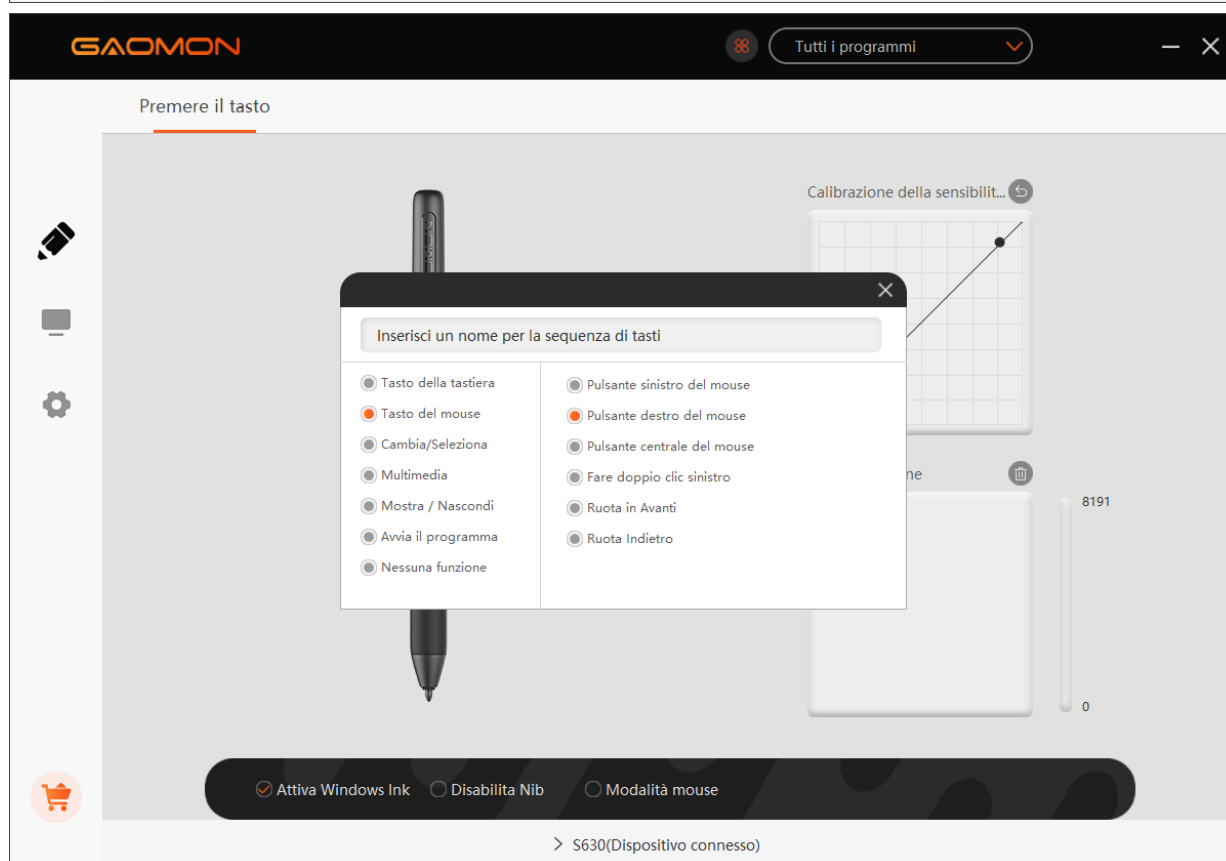 GAOMON
Tutti i programmi
Premere il tasto
Calibrazione della sensibilit...
Inserisci un nome per la sequenza di tasti
Tasto della tastiera
Tasto del mouse
Cambia/Seleziona
Multimedia
Mostra / Nascondi
Avvia il programma
Nessuna funzione
Pulsante sinistro del mouse
Pulsante destro del mouse
Pulsante centrale del mouse
Fare doppio clic sinistro
Ruota in Avanti
Ruota Indietro
ne
8191
0
Attiva Windows Ink
Disabilita Nib
Modalità mouse
S630(Dispositivo connesso)